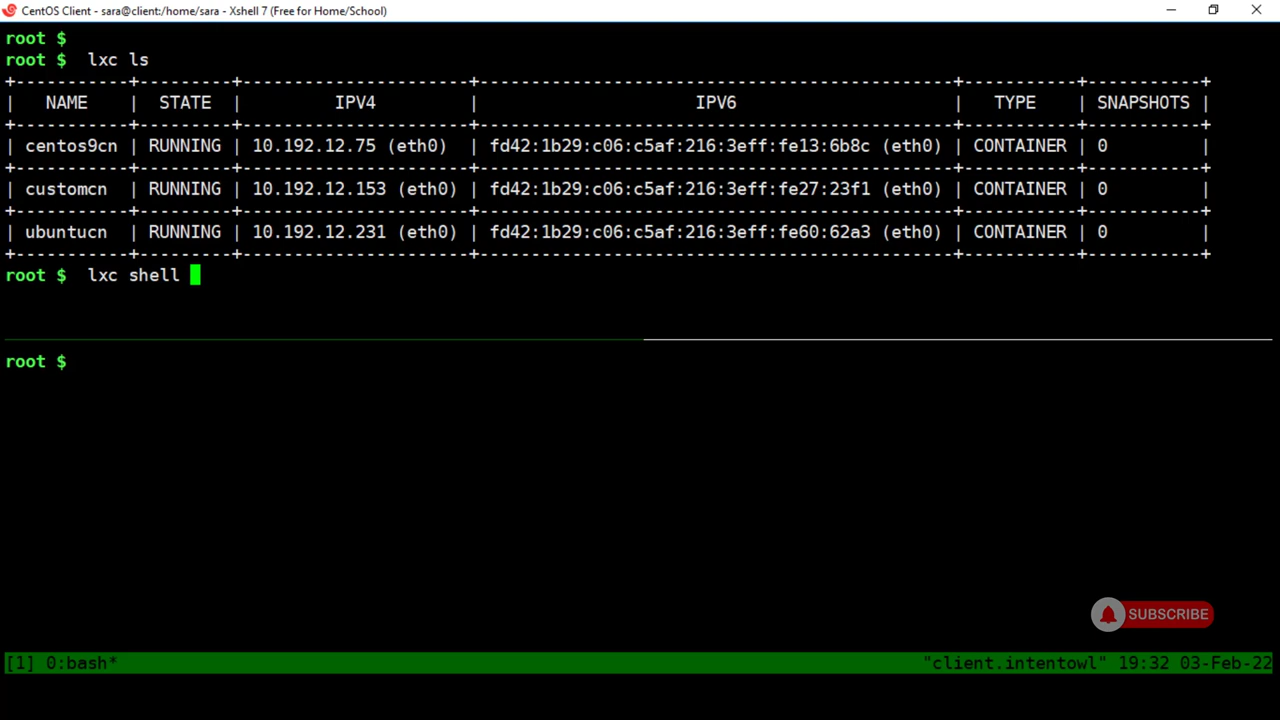 CentOS Client - sara@client:/home/sara - Xshell 7 (Free for Home/School)
root $
root $  lxc ls
+-----------+---------+----------------------+----------------------------------------------+-----------+-----------+
|   NAME    |  STATE  |         IPV4         |                     IPV6                     |   TYPE    | SNAPSHOTS |
+-----------+---------+----------------------+----------------------------------------------+-----------+-----------+
| centos9cn | RUNNING | 10.192.12.75 (eth0)  | fd42:1b29:c06:c5af:216:3eff:fe13:6b8c (eth0) | CONTAINER | 0         |
+-----------+---------+----------------------+----------------------------------------------+-----------+-----------+
| customcn  | RUNNING | 10.192.12.153 (eth0) | fd42:1b29:c06:c5af:216:3eff:fe27:23f1 (eth0) | CONTAINER | 0         |
+-----------+---------+----------------------+----------------------------------------------+-----------+-----------+
| ubuntucn  | RUNNING | 10.192.12.231 (eth0) | fd42:1b29:c06:c5af:216:3eff:fe60:62a3 (eth0) | CONTAINER | 0         |
+-----------+---------+----------------------+----------------------------------------------+-----------+-----------+
root $  lxc shell
root $
SUBSCRIBE
[1] 0:bash* "client.intentowl" 19:32 03-Feb-22